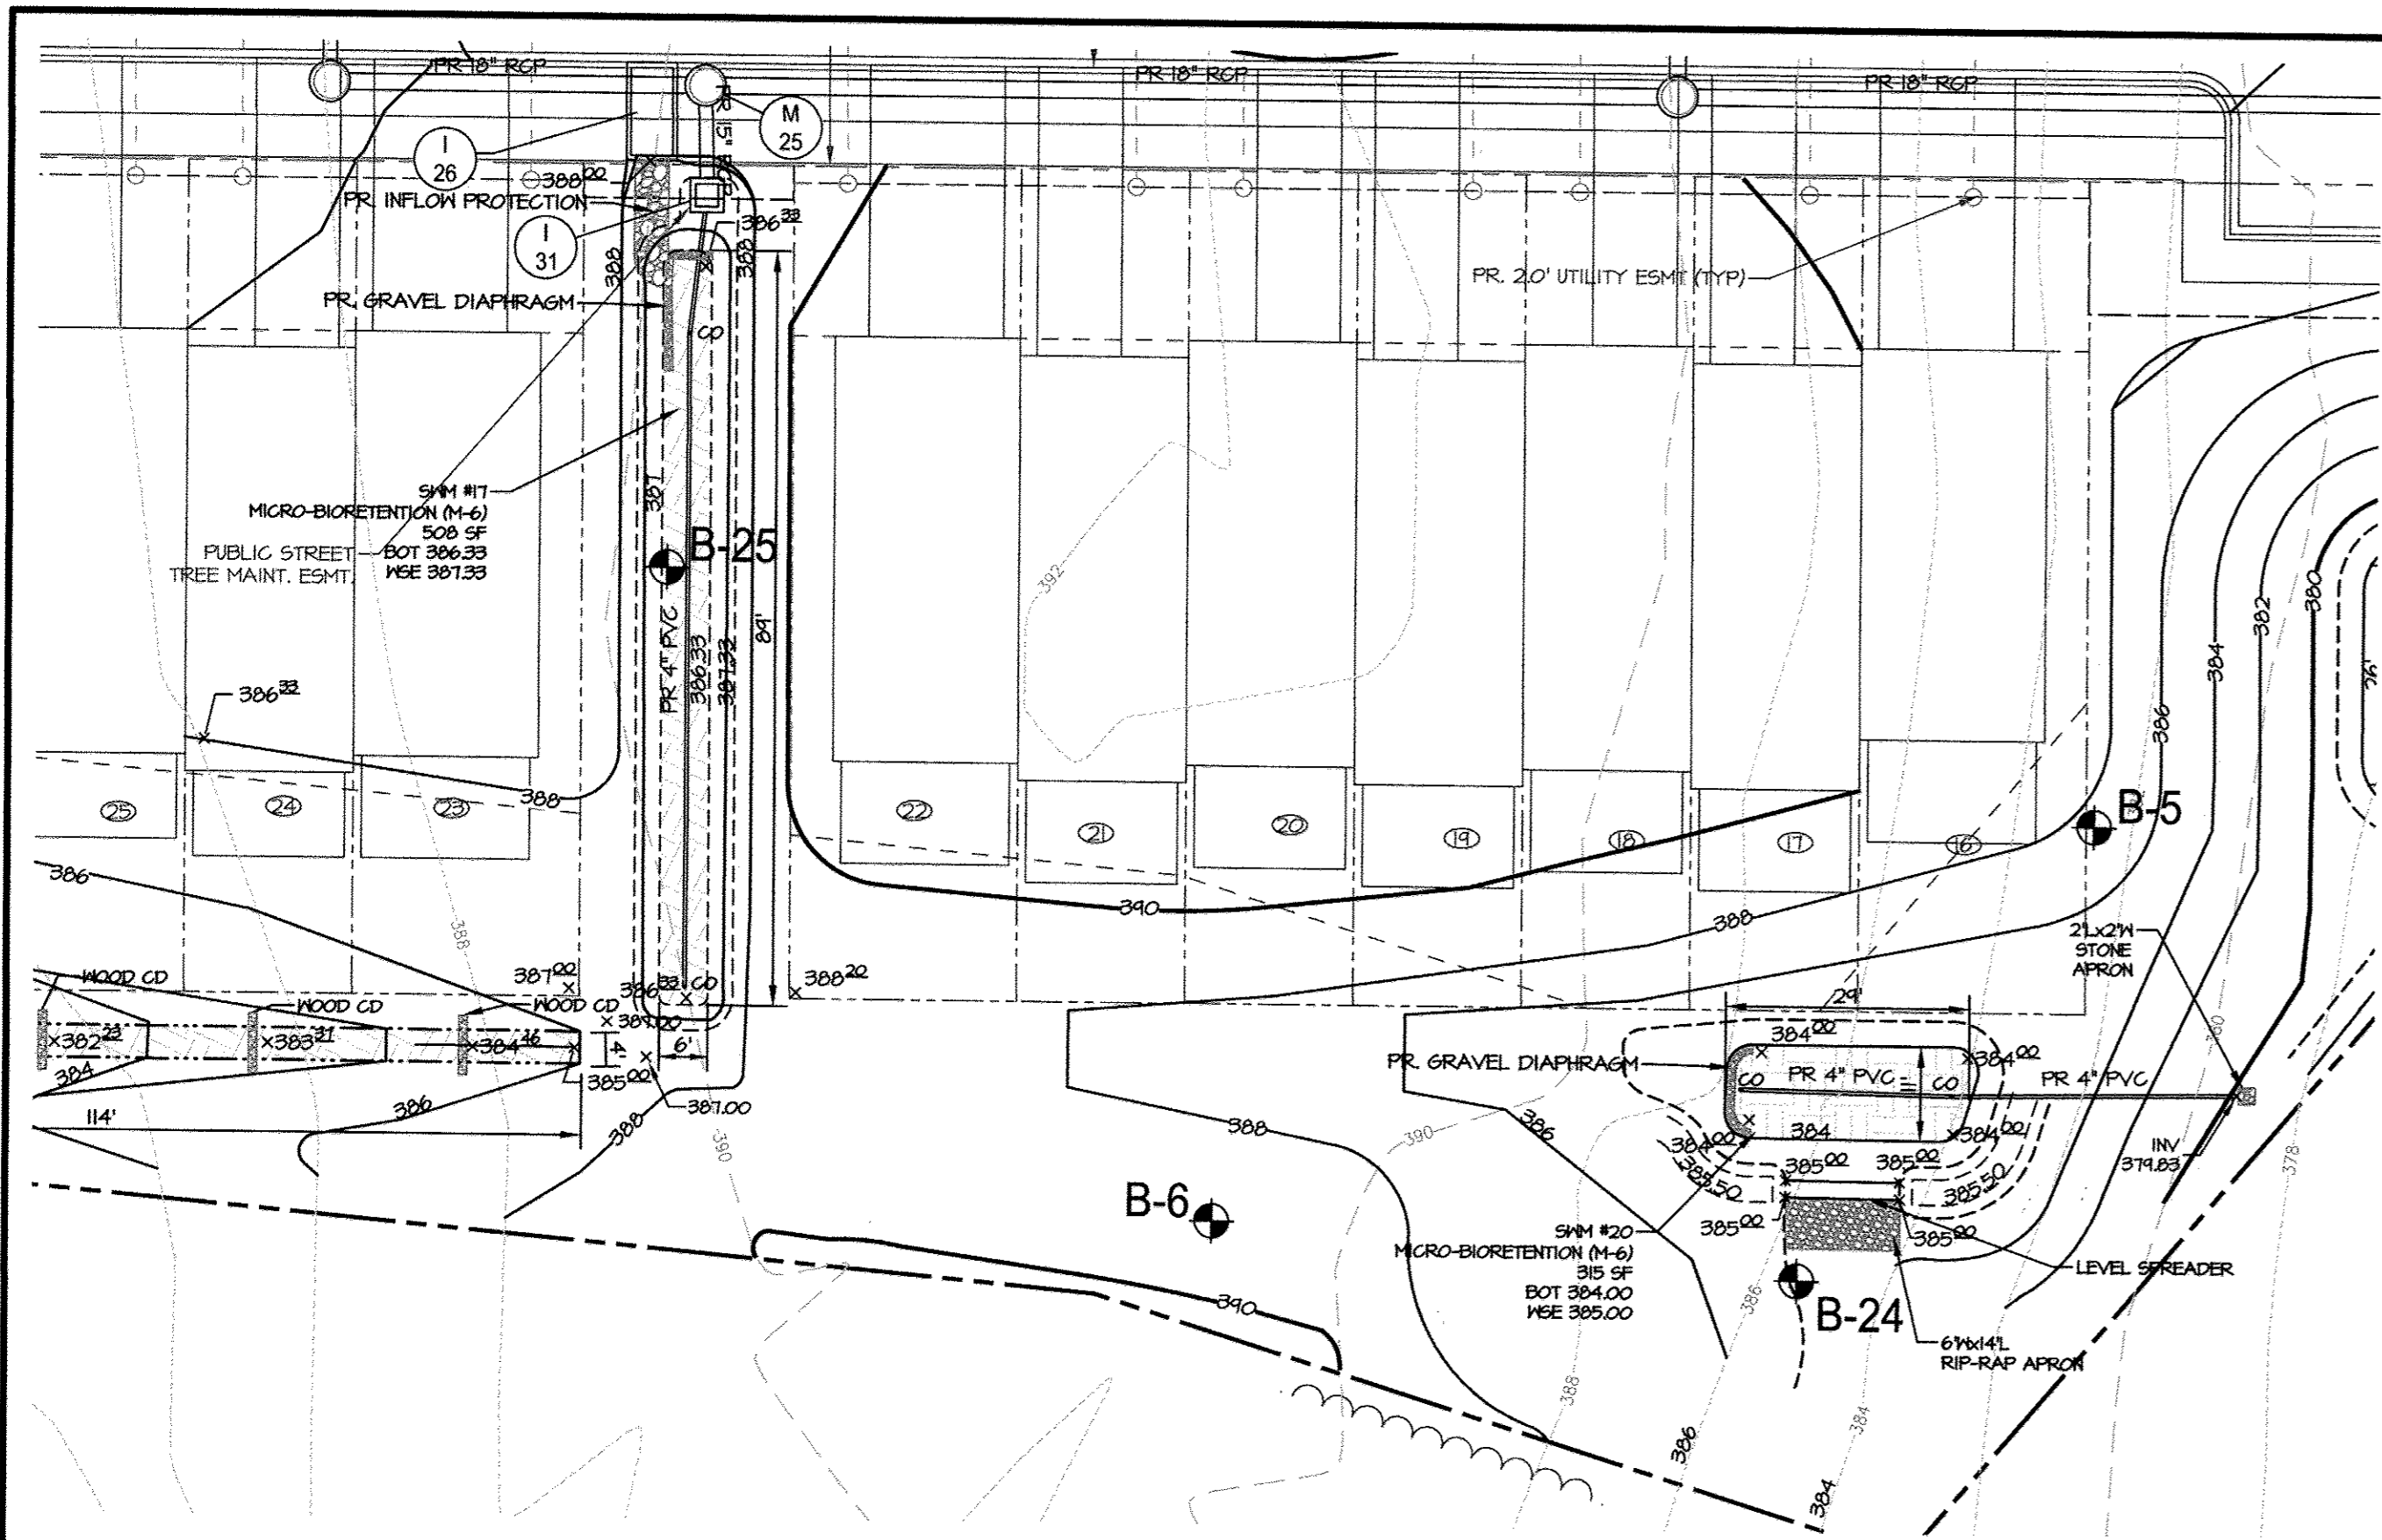 PR 18" RCP
PR 18" RCP
PR 18" RCP
PR 15"
M
25
I
26
388 00
PR. INFLOW PROTECTION
386 33
I
31
388
388
PR. GRAVEL DIAPHRAGM
PR. 2.0' UTILITY ESMT (TYP)
CO
SWM #17
MICRO-BIORETENTION (M-6)
508 SF
BOT 386.33
WSE 387.33
PUBLIC STREET
TREE MAINT. ESMT.
387
B-25
PR 4" PVC
386.33
387.33
89'
392
380
382
384
386
386 33
388
25
24
23
22
21
20
19
18
17
16
B-5
386
388
390
388
2'Lx2'W
STONE
APRON
WOOD CD
WOOD CD
WOOD CD
387 00
386 33 CO
388 20
387.00
382 23
383 31
384 46
4'
6'
385 00
384
386
114'
388
387.00
390
29'
384 00
384 00
PR. GRAVEL DIAPHRAGM
CO
PR 4" PVC
CO
PR 4" PVC
380
388
390
386
384 00
384
384 00
385.50
385 00
385 00
385.50
INV
379.83
378
B-6
SWM #20
MICRO-BIORETENTION (M-6)
315 SF
BOT 384.00
WSE 385.00
385 00
385 00
LEVEL SPREADER
B-24
386
390
6'Wx14'L
RIP-RAP APRON
388
384
386
384